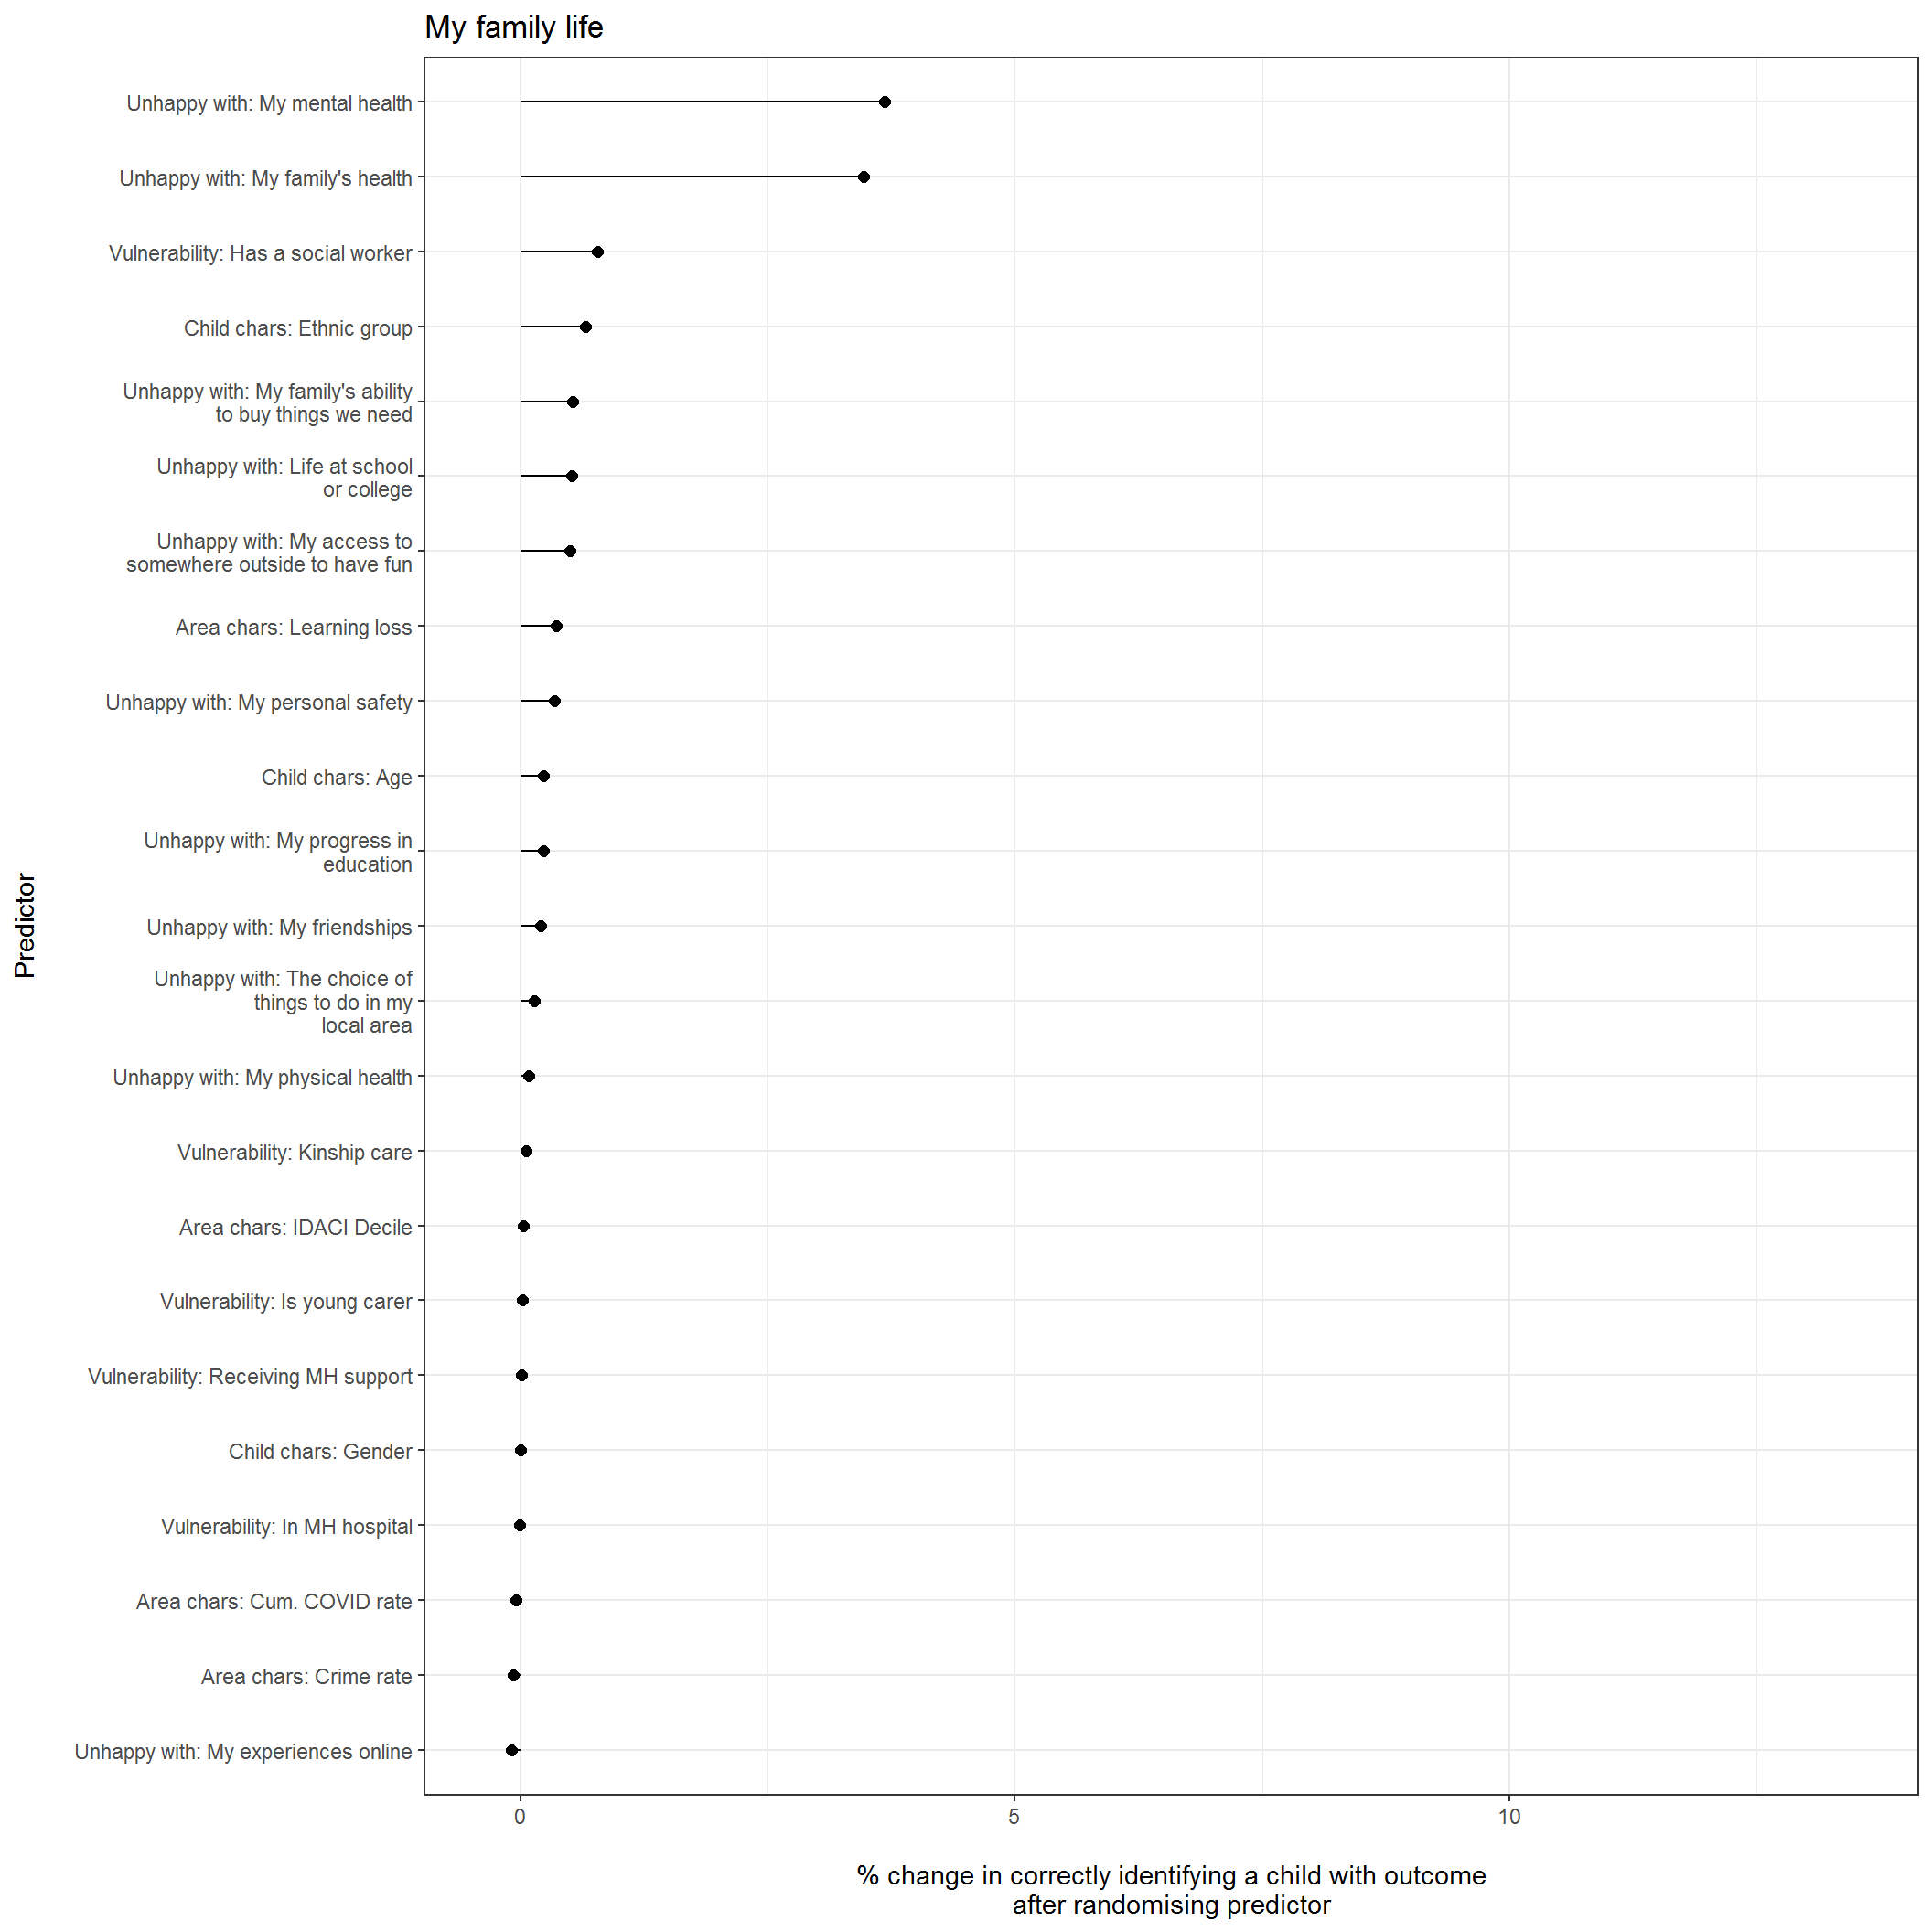 My family life
Unhappy with: My mental health
Unhappy with: My family's health
Vulnerability: Has a social worker
Child chars: Ethnic group
Unhappy with: My family's ability
to buy things we need
Unhappy with: Life at school
or college
Unhappy with: My access to
somewhere outside to have fun
Area chars: Learning loss
Unhappy with: My personal safety
Child chars: Age
Unhappy with: My progress in
education
Unhappy with: My friendships
Unhappy with: The choice of
things to do in my
local area
Unhappy with: My physical health
Vulnerability: Kinship care
Area chars: IDACI Decile
Vulnerability: Is young carer
Vulnerability: Receiving MH support
Child chars: Gender
Vulnerability: In MH hospital
Area chars: Cum. COVID rate
Area chars: Crime rate
Unhappy with: My experiences online
Predictor
0 5 10
% change in correctly identifying a child with outcome
after randomising predictor